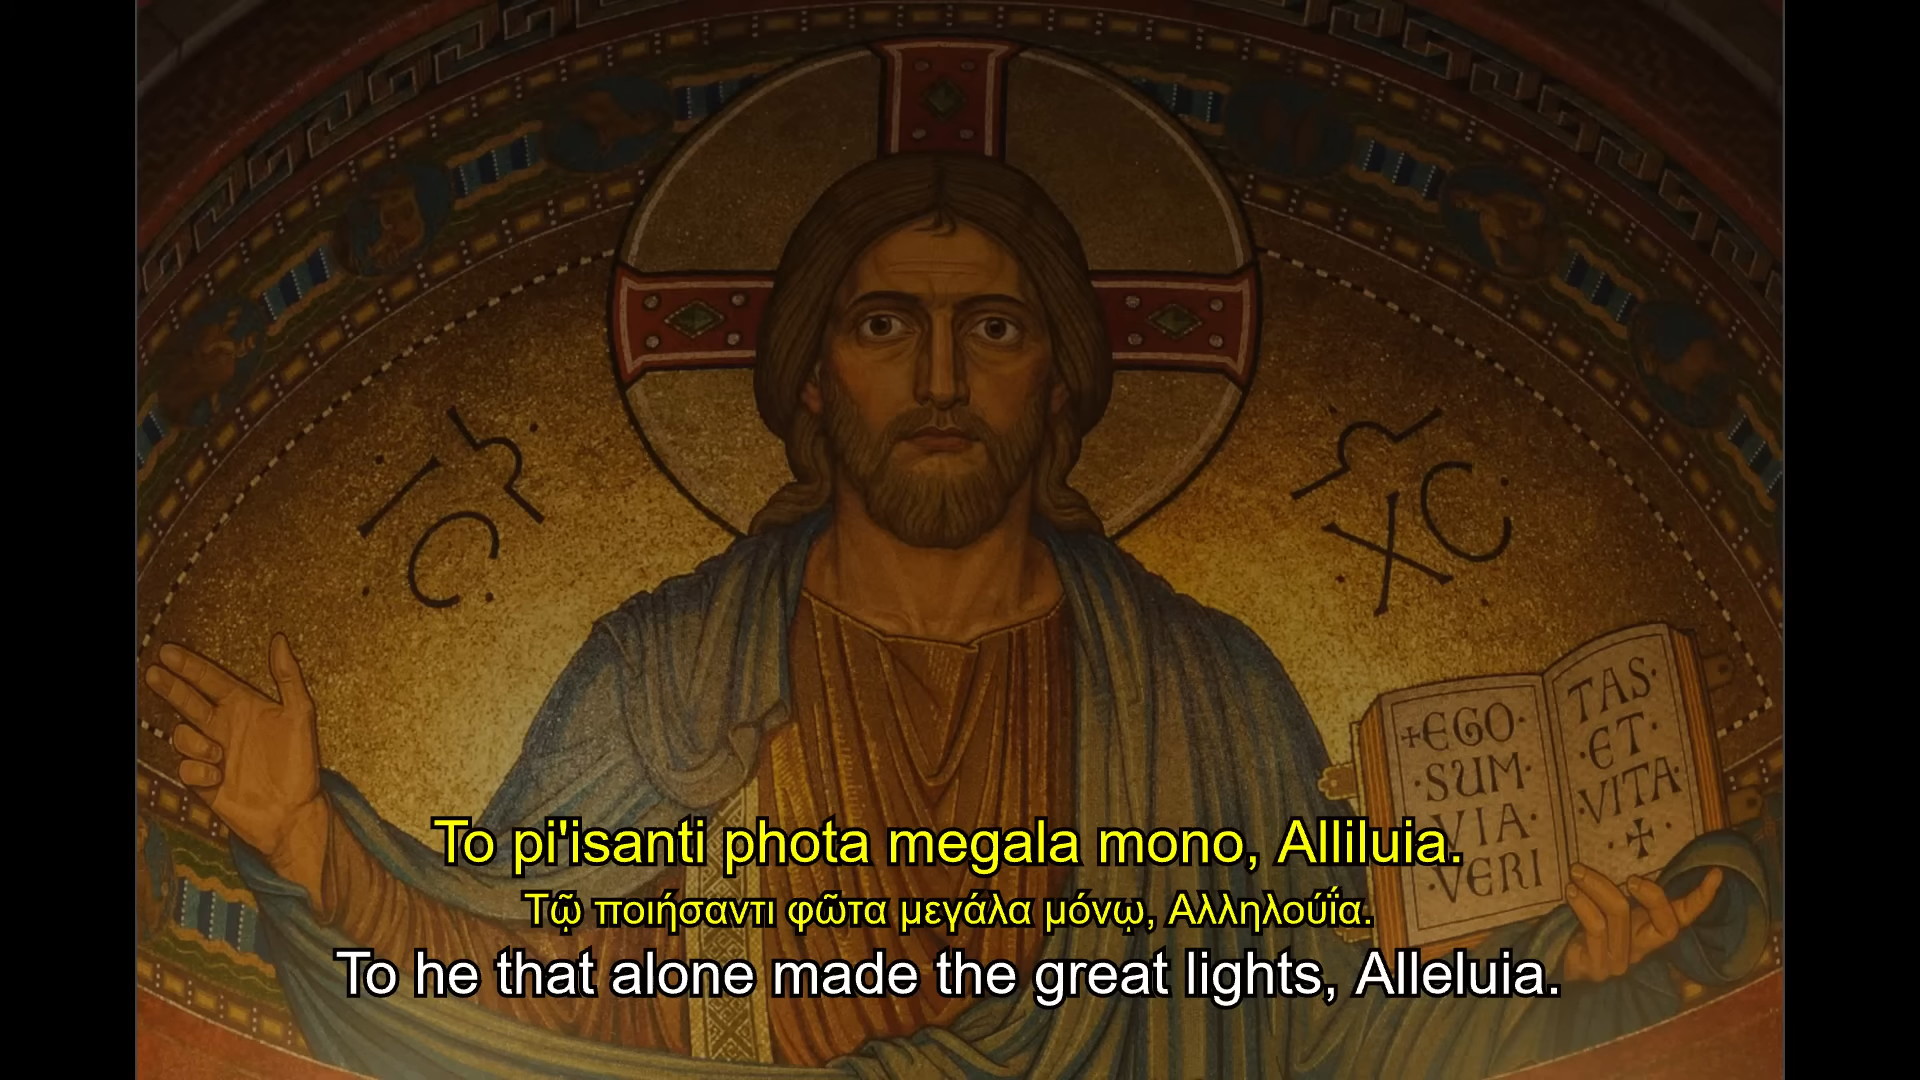 IC
XC
+EGO·
·SUM·
·VIA·
·VERI
TAS·
·ET·
·VITA·
To pi'isanti phota megala mono, Alliluia.
Τῷ ποιήσαντι φῶτα μεγάλα μόνῳ, Αλληλούΐα.
To he that alone made the great lights, Alleluia.